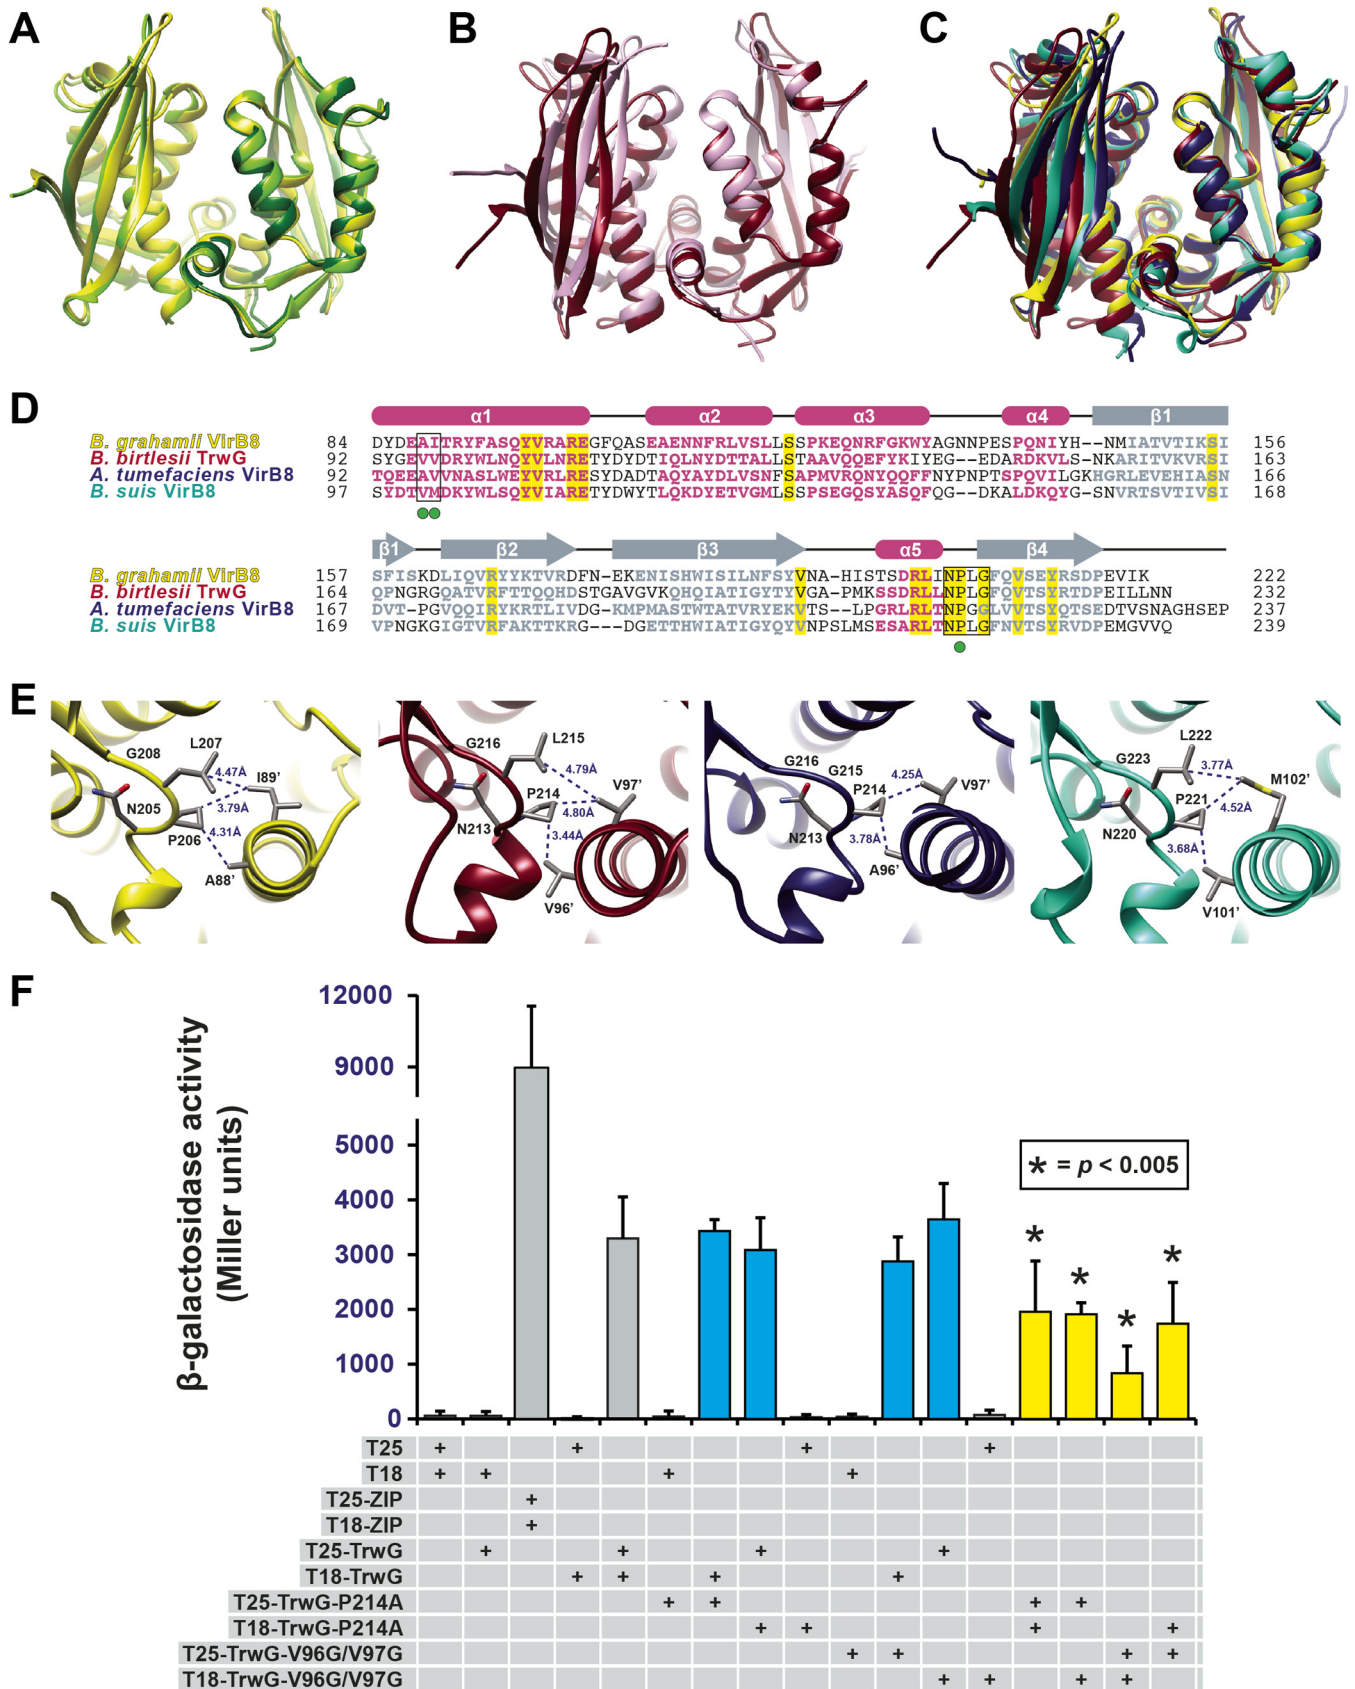 A
B
C
D
α1 α2 α3 α4 β1
B. grahamii VirB8 84 DYDEAITRYFASQYVRAREGFQASEAENNFRLVSLLSSPKEQNRFGKWYAGNNPESPQNIYH--NMIATVTIKSI 156
B. birtlesii TrwG 92 SYGEVVDRYWLNQYVLNRETYDYDTIQLNYDTTALLSTAAVQQEFYKIYEG--EDARDKVLS-NKARITVKVRSI 163
A. tumefaciens VirB8 92 TQEEAVVNASLWEYVRLRESYDADTAQYAYDLVSNFSAPMVRQNYQQFFNYPNPTSPQVILGKHGRLEVEHIASN 166
B. suis VirB8 97 SYDTVMDKYWLSQYVIARETYDWYTLQKDYETVGMLSSPSEGQSYASQFQG--DKALDKQYG-SNVRTSVTIVSI 168
β1 β2 β3 α5 β4
B. grahamii VirB8 157 SFISKDLIQVRYYKTVRDFN-EKENISHWISILNFSYVNA-HISTSDRLINPLGFQVSEYRSDPEVIK 222
B. birtlesii TrwG 164 QPNGRGQATVRFTTQQHDSTGAVGVKQHQIATIGYTYVGA-PMKSSDRLLNPLGFQVTSYRSDPEILLNN 232
A. tumefaciens VirB8 167 DVT-PGVQQIRYKRTLIVDG-KMPMASTWTATVRYEKVTS--LPGRLRLTNPGGLVVTSYQTSEDTVSNAGHSEP 237
B. suis VirB8 169 VPNGKGIGTVRFAKTTKRG---DGETTHWIATIGYQYVNPSLMSESARLTNPLGFNVTSYRVDPEMGVVQ 239
E
L207
G208
4.47Å
I89'
N205
3.79Å
P206
4.31Å
A88'
L215
G216
4.79Å
P214
V97'
4.80Å
N213
3.44Å
V96'
G216
G215
4.25Å
P214
V97'
N213
3.78Å
A96'
L222
G223
3.77Å
M102'
P221
4.52Å
N220
3.68Å
V101'
F
β-galactosidase activity
(Miller units)
12000
9000
5000
4000
3000
2000
1000
0
* = p < 0.005
* * * *
T25 + + + +
T18 + + + +
T25-ZIP +
T18-ZIP +
T25-TrwG + + + +
T18-TrwG + + + +
T25-TrwG-P214A + + + +
T18-TrwG-P214A + + + +
T25-TrwG-V96G/V97G + + + +
T18-TrwG-V96G/V97G + + + +